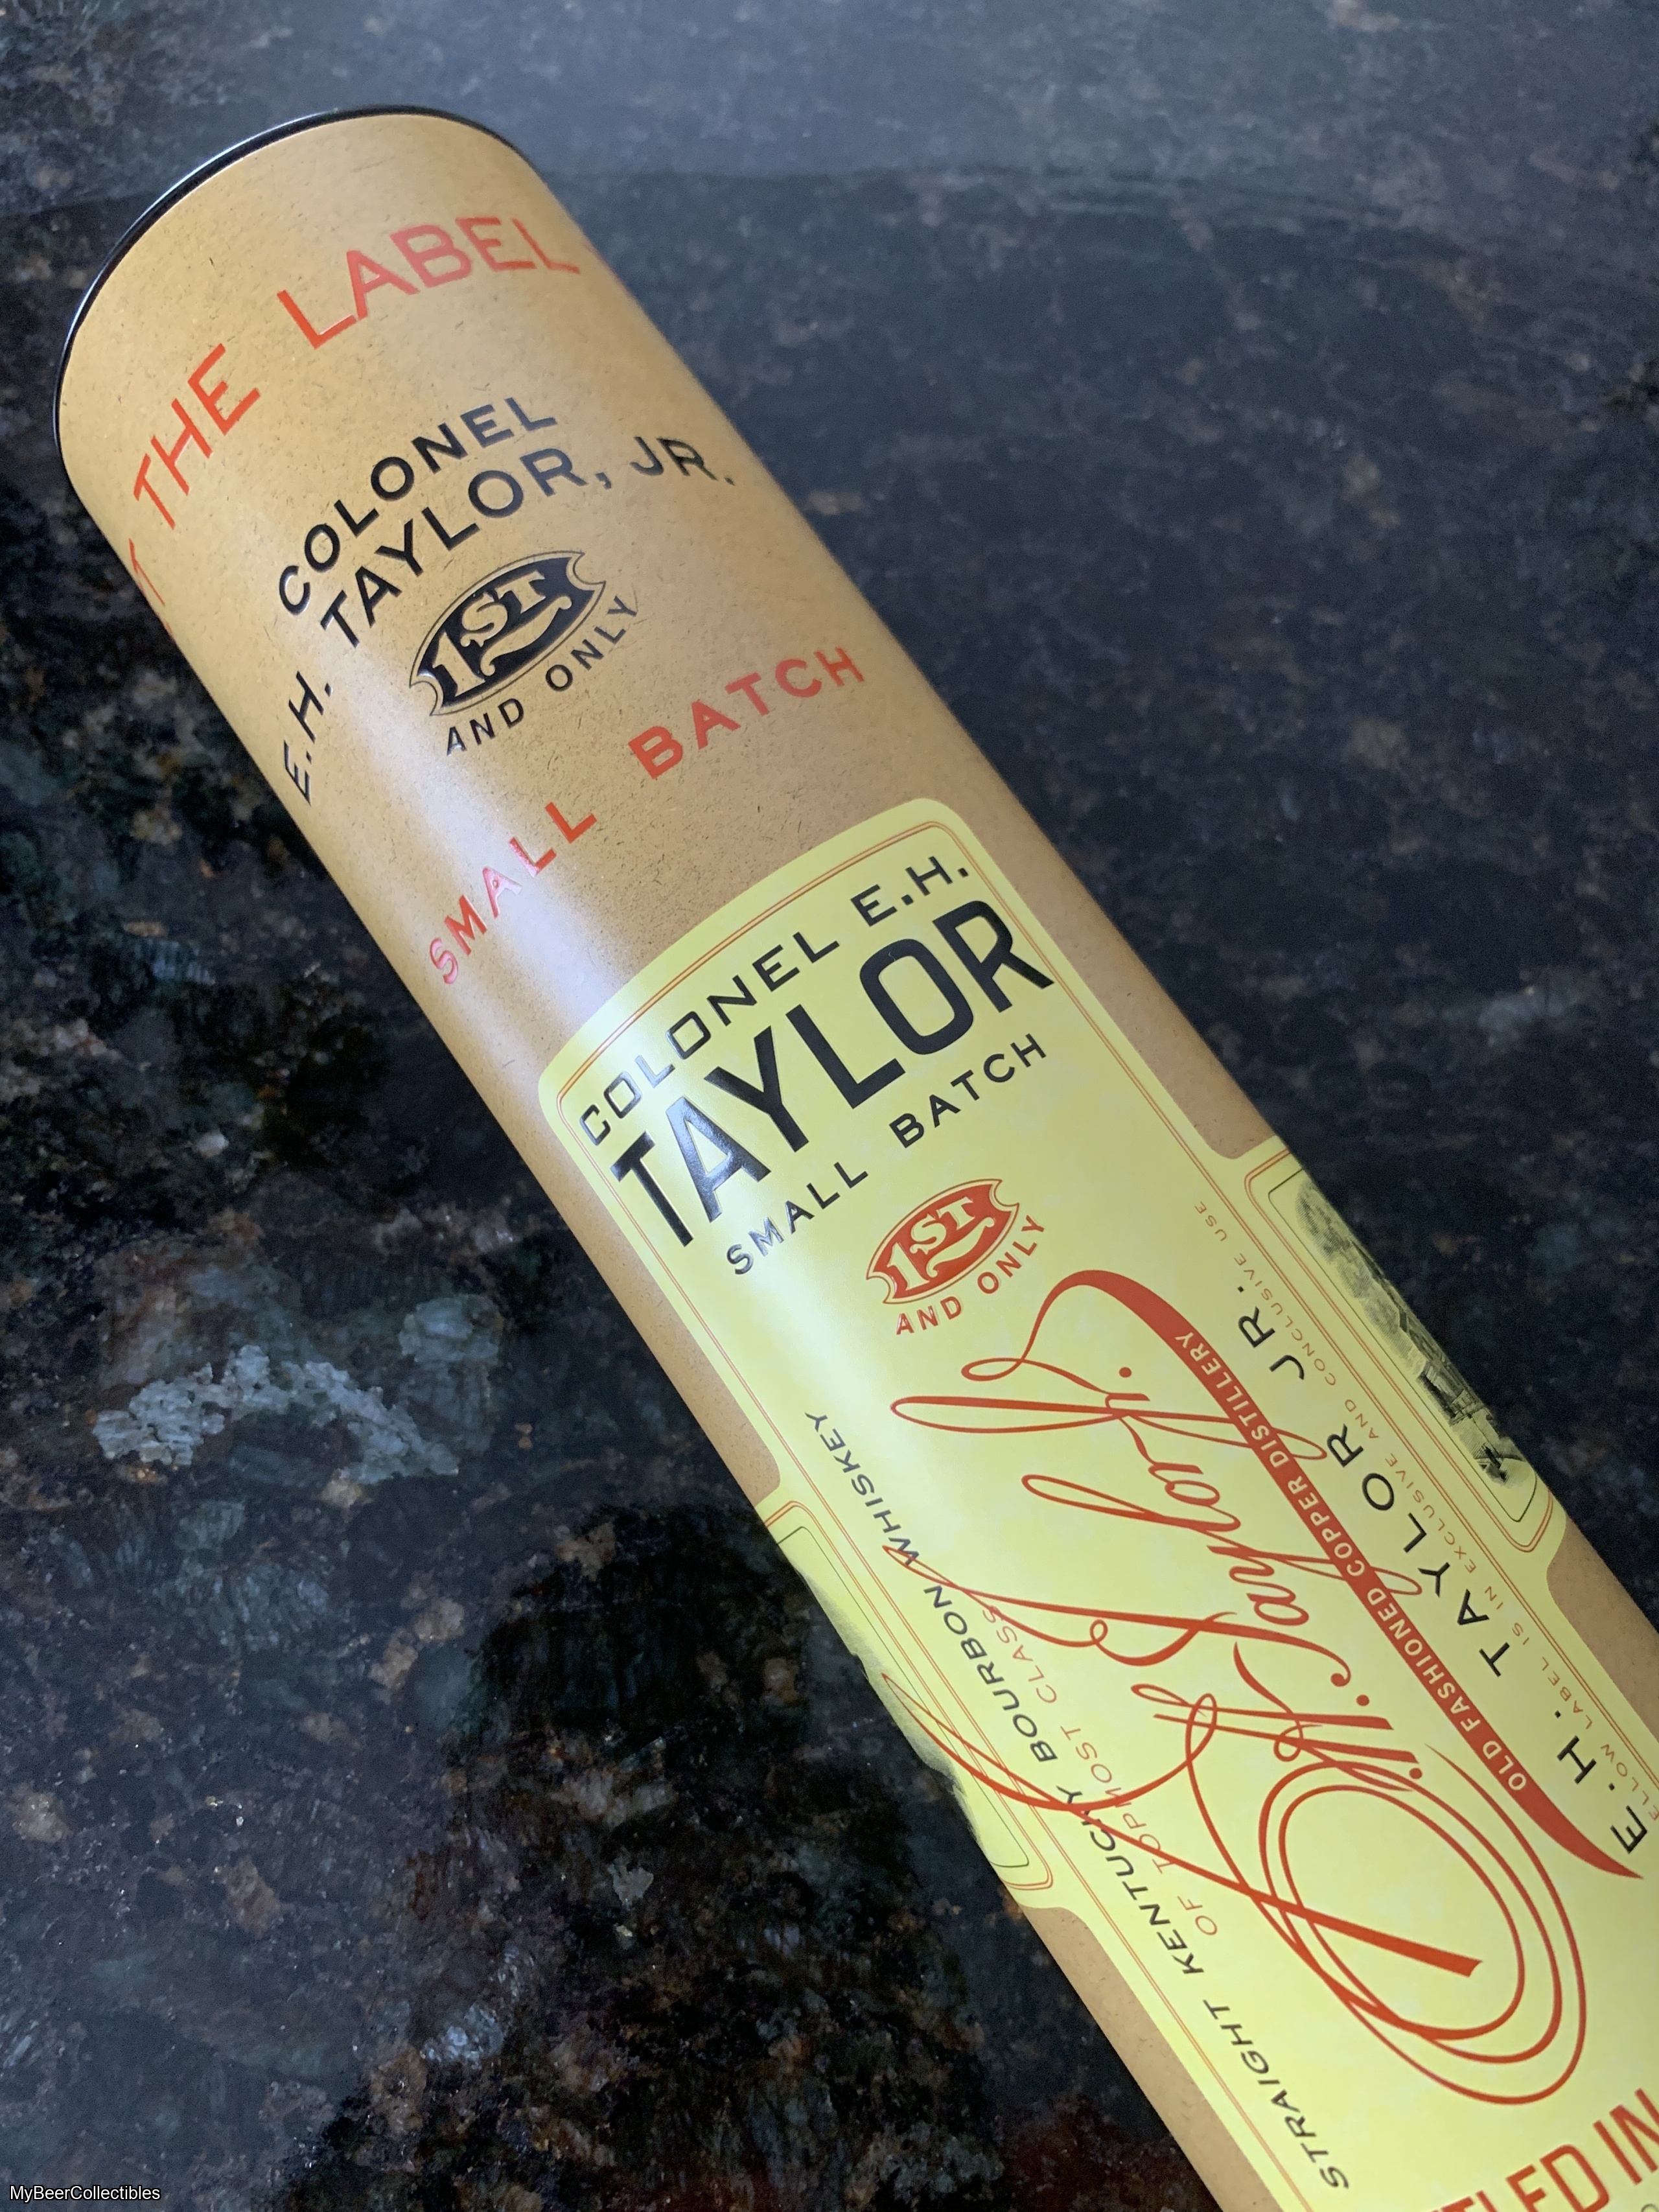 THE LABEL
COLONEL
E.H. TAYLOR, JR.
1ST
AND ONLY
SMALL BATCH
COLONEL E.H.
TAYLOR
SMALL BATCH
1ST
AND ONLY
STRAIGHT KENTUCKY BOURBON WHISKEY
OF TOPMOST CLASS
E.H. Taylor, Jr.
OLD FASHIONED COPPER DISTILLERY
E. H. TAYLOR JR.
LABEL IS IN EXCLUSIVE AND CONCLUSIVE USE
IN
MyBeerCollectibles